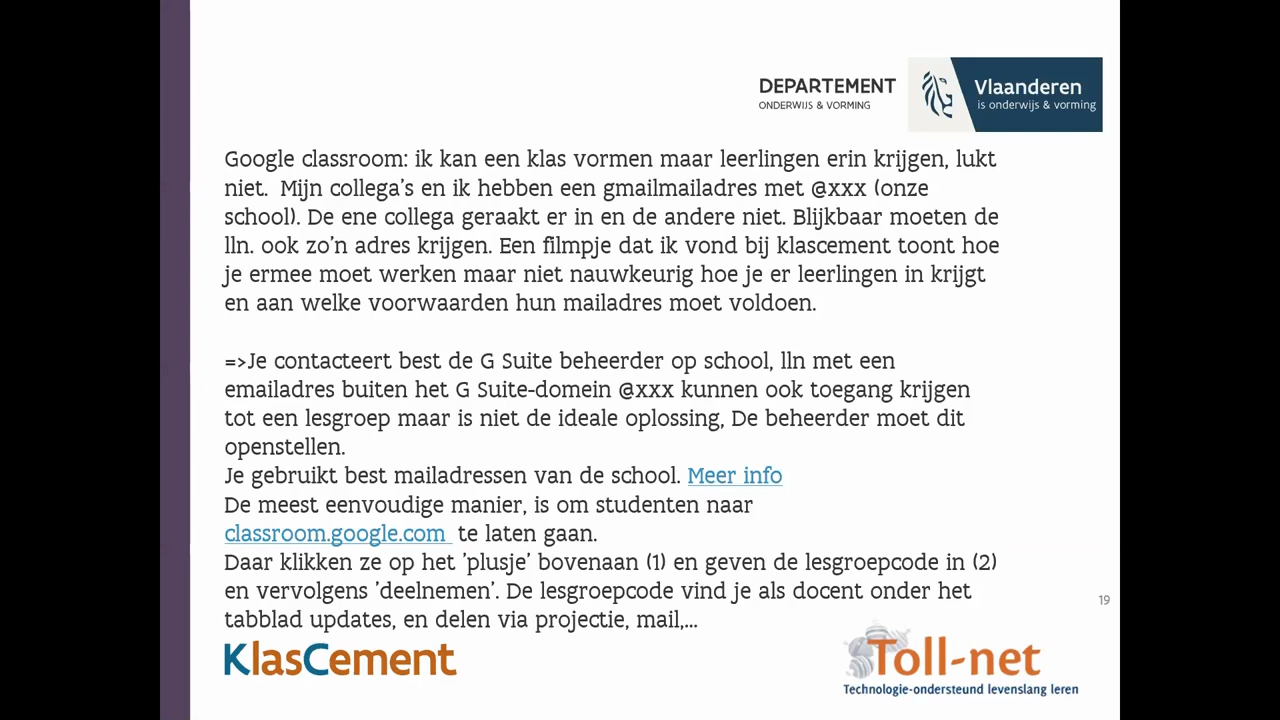 DEPARTEMENT
ONDERWIJS & VORMING
Vlaanderen
is onderwijs & vorming
Google classroom: ik kan een klas vormen maar leerlingen erin krijgen, lukt
niet.  Mijn collega's en ik hebben een gmailmailadres met @xxx (onze
school). De ene collega geraakt er in en de andere niet. Blijkbaar moeten de
lln. ook zo'n adres krijgen. Een filmpje dat ik vond bij klascement toont hoe
je ermee moet werken maar niet nauwkeurig hoe je er leerlingen in krijgt
en aan welke voorwaarden hun mailadres moet voldoen.
=>Je contacteert best de G Suite beheerder op school, lln met een
emailadres buiten het G Suite-domein @xxx kunnen ook toegang krijgen
tot een lesgroep maar is niet de ideale oplossing, De beheerder moet dit
openstellen.
Je gebruikt best mailadressen van de school. Meer info
De meest eenvoudige manier, is om studenten naar
classroom.google.com  te laten gaan.
Daar klikken ze op het 'plusje' bovenaan (1) en geven de lesgroepcode in (2)
en vervolgens 'deelnemen'. De lesgroepcode vind je als docent onder het
tabblad updates, en delen via projectie, mail,...
19
KlasCement
Toll-net
Technologie-ondersteund levenslang leren